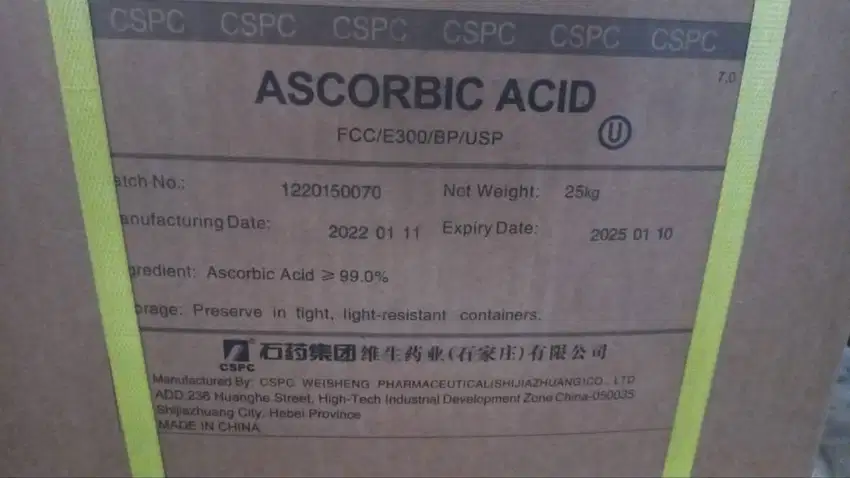 CSPC CSPC CSPC CSPC CSPC CSPC
7.0
ASCORBIC ACID
FCC/E300/BP/USP
U
atch No.: 1220150070 Net Weight: 25kg
anufacturing Date: 2022 01 11 Expiry Date: 2025 01 10
gredient: Ascorbic Acid ≥ 99.0%
orage: Preserve in tight, light-resistant containers.
CSPC 石药集团维生药业(石家庄)有限公司
Manufactured By: CSPC WEISHENG PHARMACEUTICAL(SHIJIAZHUANG)CO., LTD
ADD.236 Huanghe Street, High-Tech Industrial Development Zone China-050035
Shijiazhuang City, Hebei Province
MADE IN CHINA